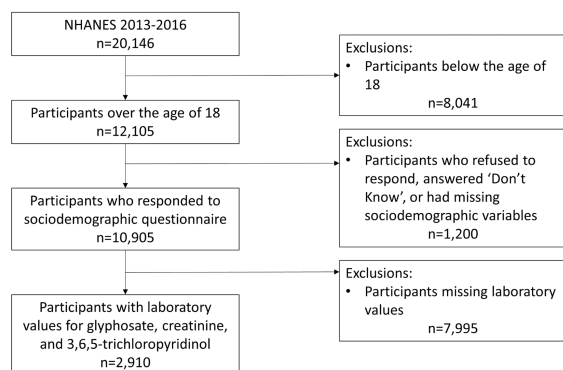 NHANES 2013-2016
n=20,146
Exclusions:
• Participants below the age of
18
n=8,041
Participants over the age of 18
n=12,105
Exclusions:
• Participants who refused to
respond, answered ‘Don’t
Know’, or had missing
sociodemographic variables
n=1,200
Participants who responded to
sociodemographic questionnaire
n=10,905
Exclusions:
• Participants missing laboratory
values
n=7,995
Participants with laboratory
values for glyphosate, creatinine,
and 3,6,5-trichloropyridinol
n=2,910